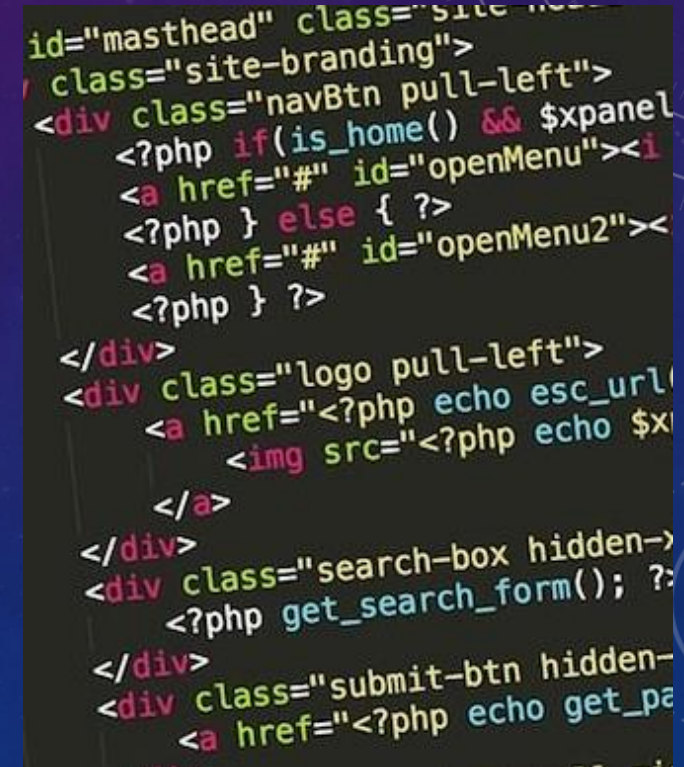 id="masthead" class="site-
class="site-branding">
<div class="navBtn pull-left">
<?php if(is_home() && $xpanel
<a href="#" id="openMenu"><i
<?php } else { ?>
<a href="#" id="openMenu2"><
<?php } ?>
</div>
<div class="logo pull-left">
<a href="<?php echo esc_url(
<img src="<?php echo $x
</a>
</div>
<div class="search-box hidden-x
<?php get_search_form(); ?>
</div>
<div class="submit-btn hidden-
<a href="<?php echo get_pa